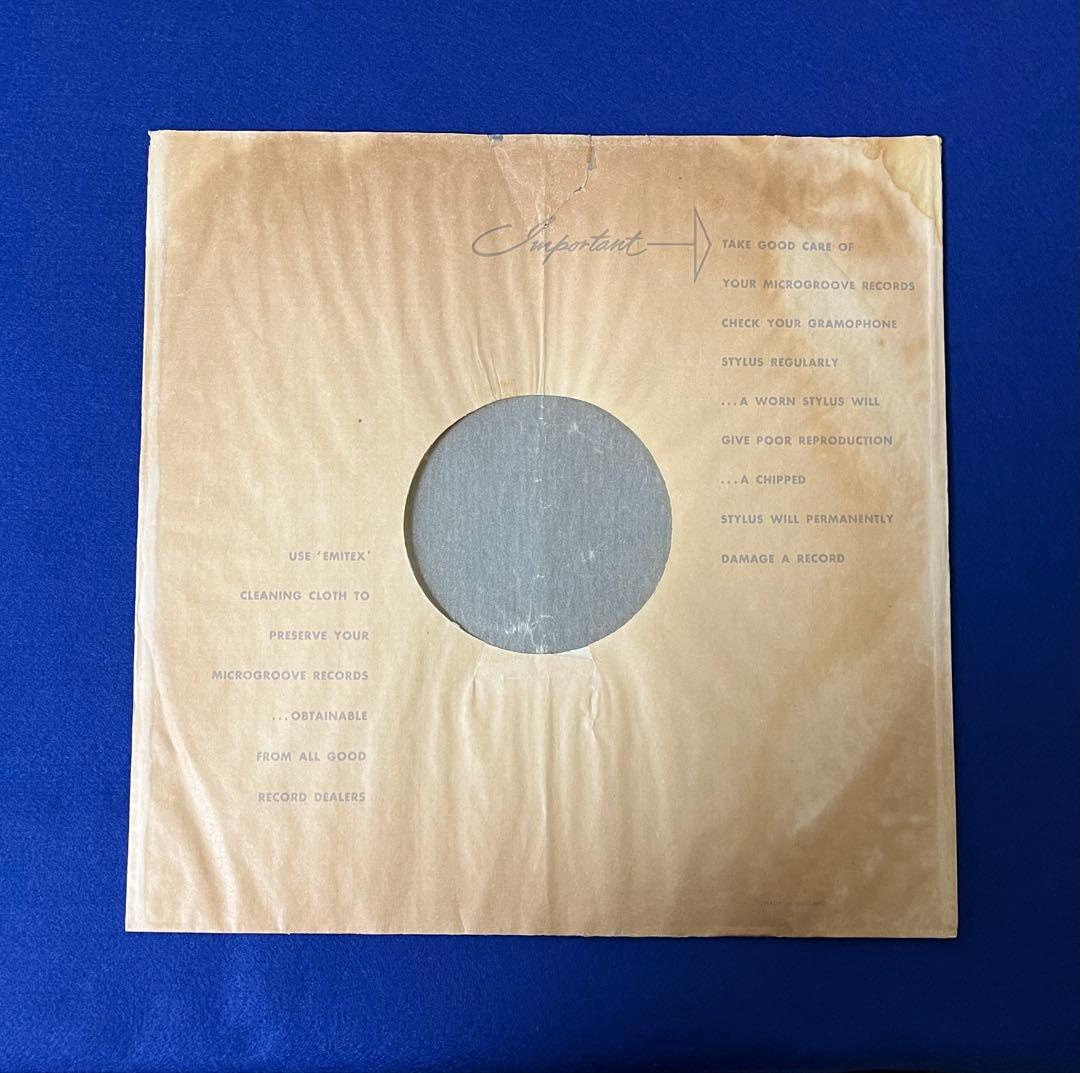 Important
TAKE GOOD CARE OF
YOUR MICROGROOVE RECORDS
CHECK YOUR GRAMOPHONE
STYLUS REGULARLY
...A WORN STYLUS WILL
GIVE POOR REPRODUCTION
...A CHIPPED
STYLUS WILL PERMANENTLY
DAMAGE A RECORD
USE 'EMITEX'
CLEANING CLOTH TO
PRESERVE YOUR
MICROGROOVE RECORDS
...OBTAINABLE
FROM ALL GOOD
RECORD DEALERS